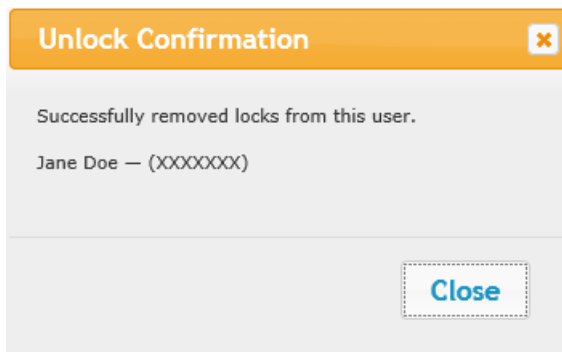 Unlock Confirmation
Successfully removed locks from this user.
Jane Doe — (XXXXXXX)
Close